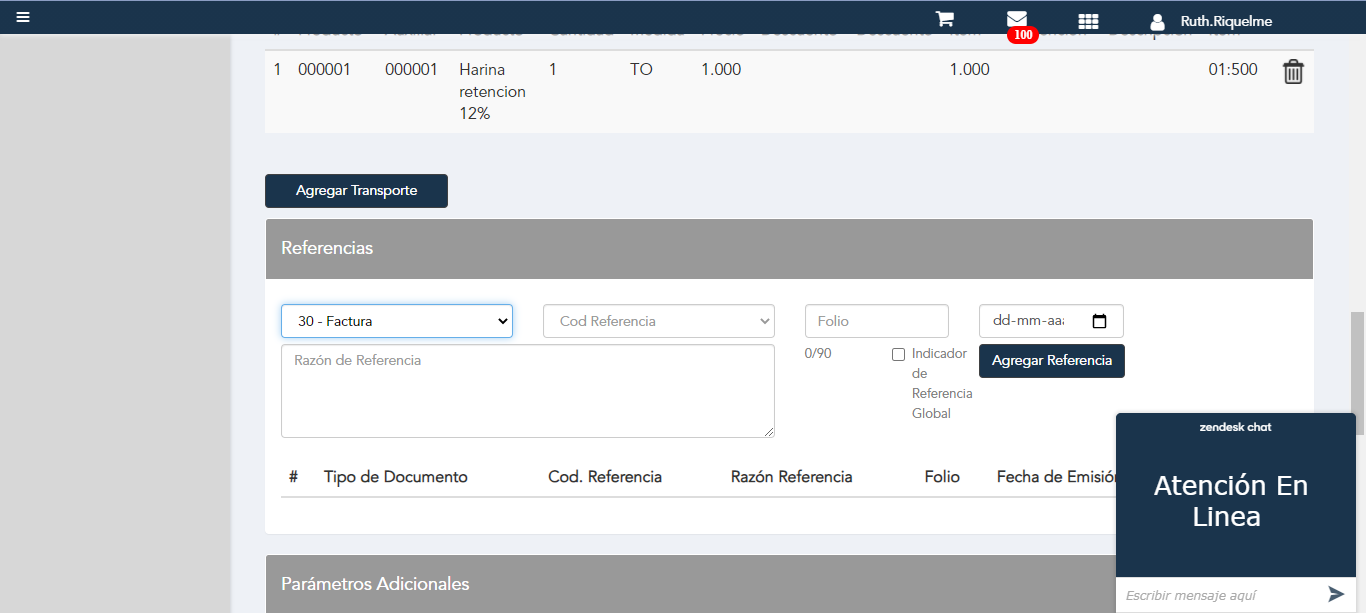 Ruth.Riquelme
100
1 000001 000001 Harina 1 TO 1.000 1.000 01:500
retencion
12%
Agregar Transporte
Referencias
30 - Factura Cod Referencia Folio dd-mm-aaa
Razón de Referencia 0/90 Indicador Agregar Referencia
de
Referencia
Global
# Tipo de Documento Cod. Referencia Razón Referencia Folio Fecha de Emisión
Parámetros Adicionales
zendesk chat
Atención En
Linea
Escribir mensaje aquí